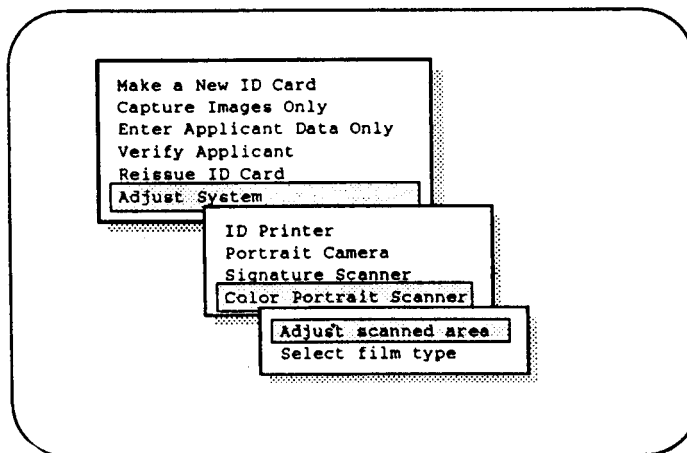 Make a New ID Card
Capture Images Only
Enter Applicant Data Only
Verify Applicant
Reissue ID Card
Adjust System
ID Printer
Portrait Camera
Signature Scanner
Color Portrait Scanner
Adjust scanned area
Select film type